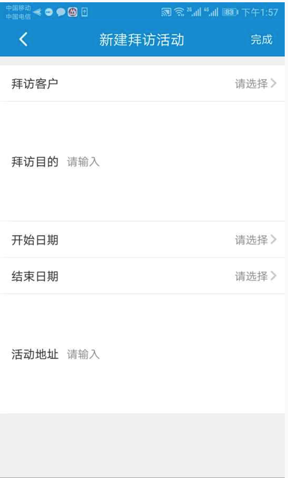 中国移动
中国电信
83
下午1:57
新建拜访活动
完成
拜访客户 请选择
拜访目的 请输入
开始日期 请选择
结束日期 请选择
活动地址 请输入